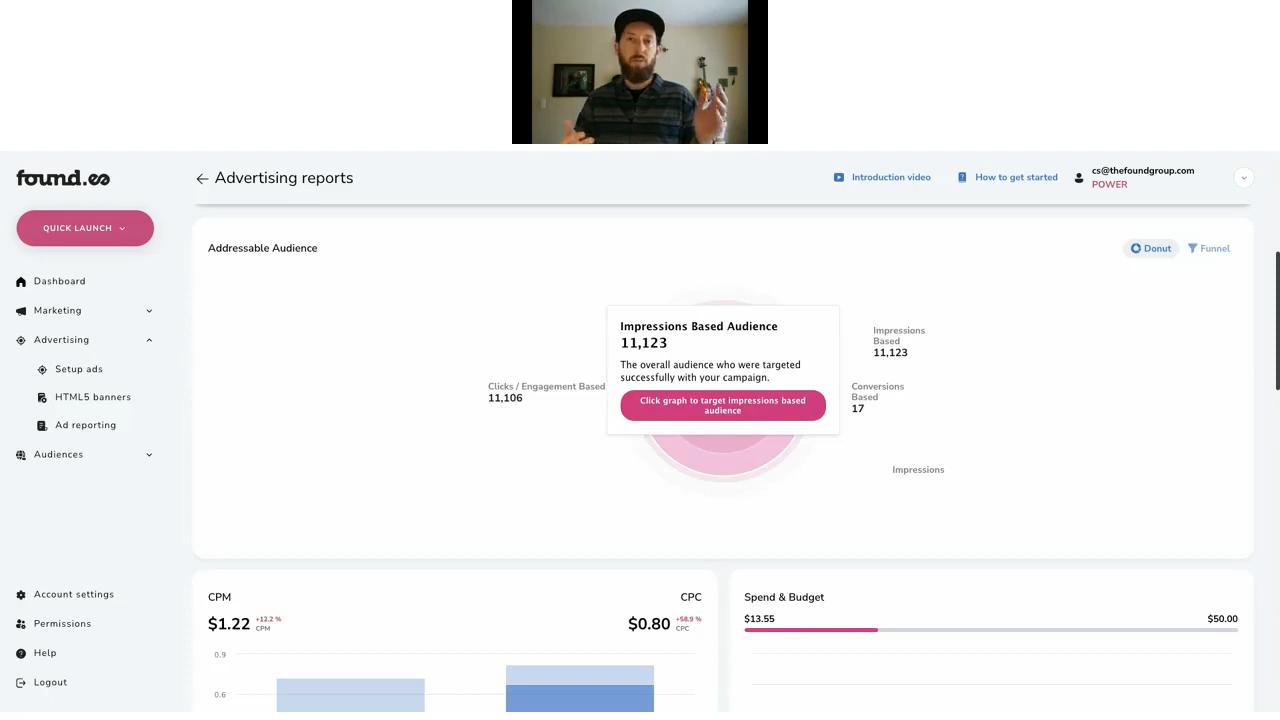 found.ee
Advertising reports
Introduction video
How to get started
cs@thefoundgroup.com
POWER
QUICK LAUNCH
Dashboard
Marketing
Advertising
Setup ads
HTML5 banners
Ad reporting
Audiences
Account settings
Permissions
Help
Logout
Addressable Audience
Donut
Funnel
Impressions Based Audience
11,123
The overall audience who were targeted
successfully with your campaign.
Click graph to target impressions based
audience
Clicks / Engagement Based
11,106
Impressions
Based
11,123
Conversions
Based
17
Impressions
CPM
CPC
$1.22 +12.2 %
CPM
$0.80 +58.9 %
CPC
0.9
0.6
Spend & Budget
$13.55
$50.00